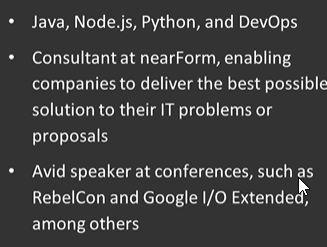 • Java, Node.js, Python, and DevOps
• Consultant at nearForm, enabling
companies to deliver the best possible
solution to their IT problems or
proposals
• Avid speaker at conferences, such as
RebelCon and Google I/O Extended,
among others